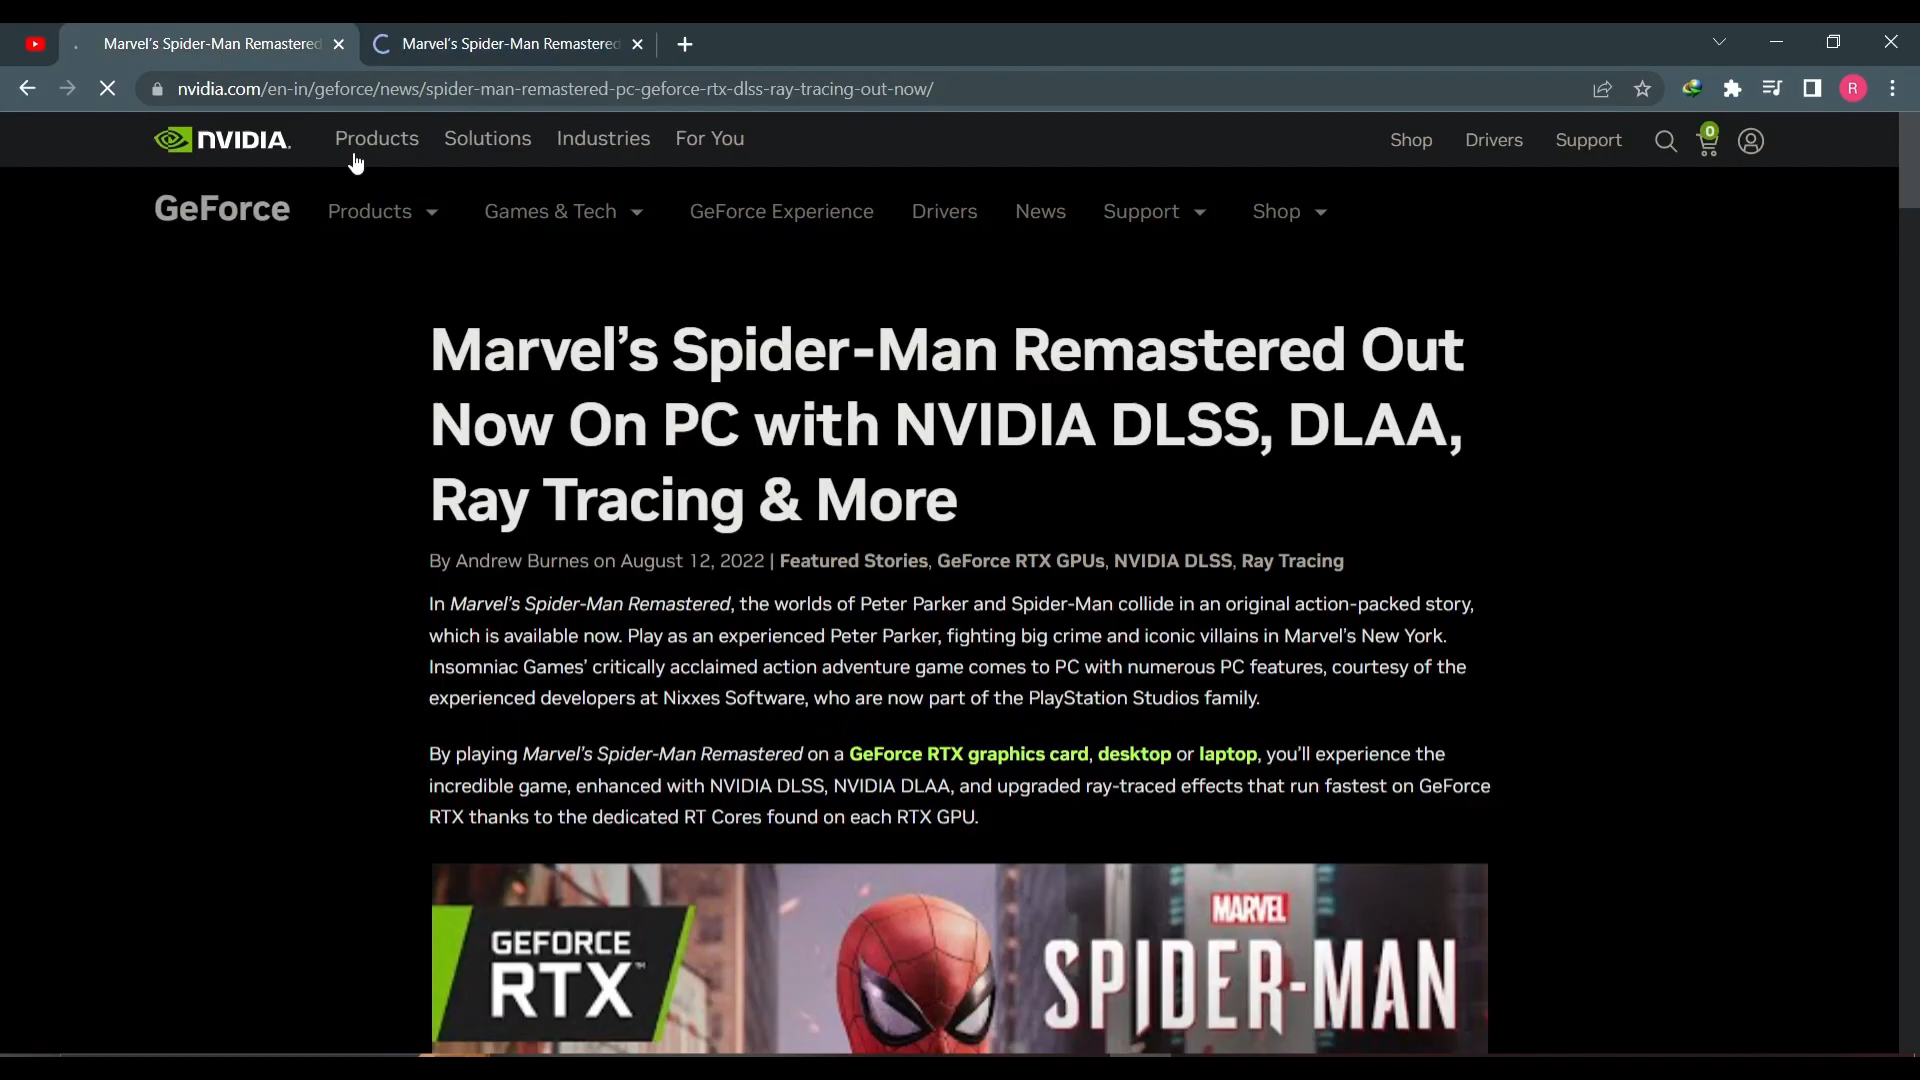 Marvel's Spider-Man Remastered
Marvel's Spider-Man Remastered
nvidia.com/en-in/geforce/news/spider-man-remastered-pc-geforce-rtx-dlss-ray-tracing-out-now/
R
NVIDIA.
Products
Solutions
Industries
For You
Shop
Drivers
Support
0
GeForce
Products
Games & Tech
GeForce Experience
Drivers
News
Support
Shop
Marvel’s Spider-Man Remastered Out
Now On PC with NVIDIA DLSS, DLAA,
Ray Tracing & More
By Andrew Burnes on August 12, 2022 | Featured Stories, GeForce RTX GPUs, NVIDIA DLSS, Ray Tracing
In Marvel’s Spider-Man Remastered, the worlds of Peter Parker and Spider-Man collide in an original action-packed story,
which is available now. Play as an experienced Peter Parker, fighting big crime and iconic villains in Marvel’s New York.
Insomniac Games’ critically acclaimed action adventure game comes to PC with numerous PC features, courtesy of the
experienced developers at Nixxes Software, who are now part of the PlayStation Studios family.
By playing Marvel’s Spider-Man Remastered on a GeForce RTX graphics card, desktop or laptop, you’ll experience the
incredible game, enhanced with NVIDIA DLSS, NVIDIA DLAA, and upgraded ray-traced effects that run fastest on GeForce
RTX thanks to the dedicated RT Cores found on each RTX GPU.
GEFORCE
RTX™
MARVEL
SPIDER-MAN